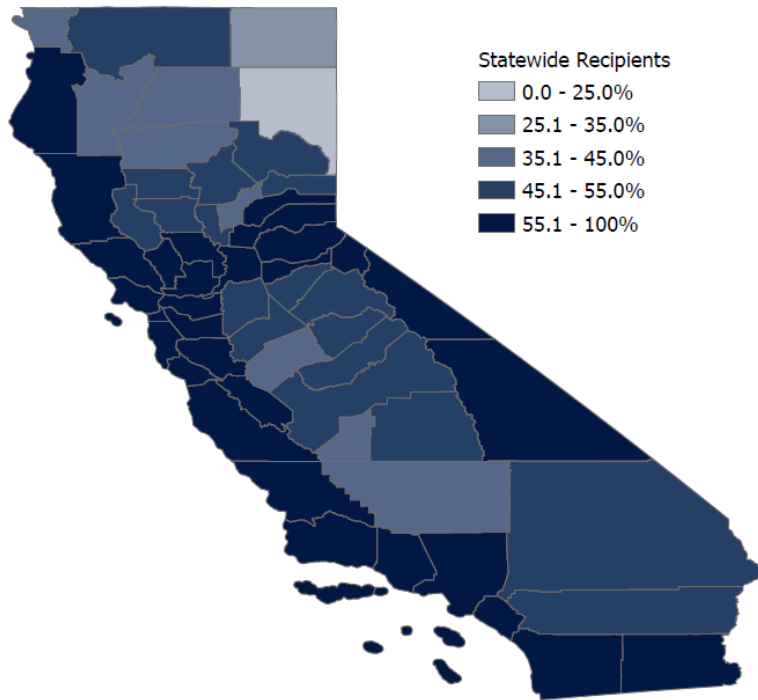 Statewide Recipients
0.0 - 25.0%
25.1 - 35.0%
35.1 - 45.0%
45.1 - 55.0%
55.1 - 100%